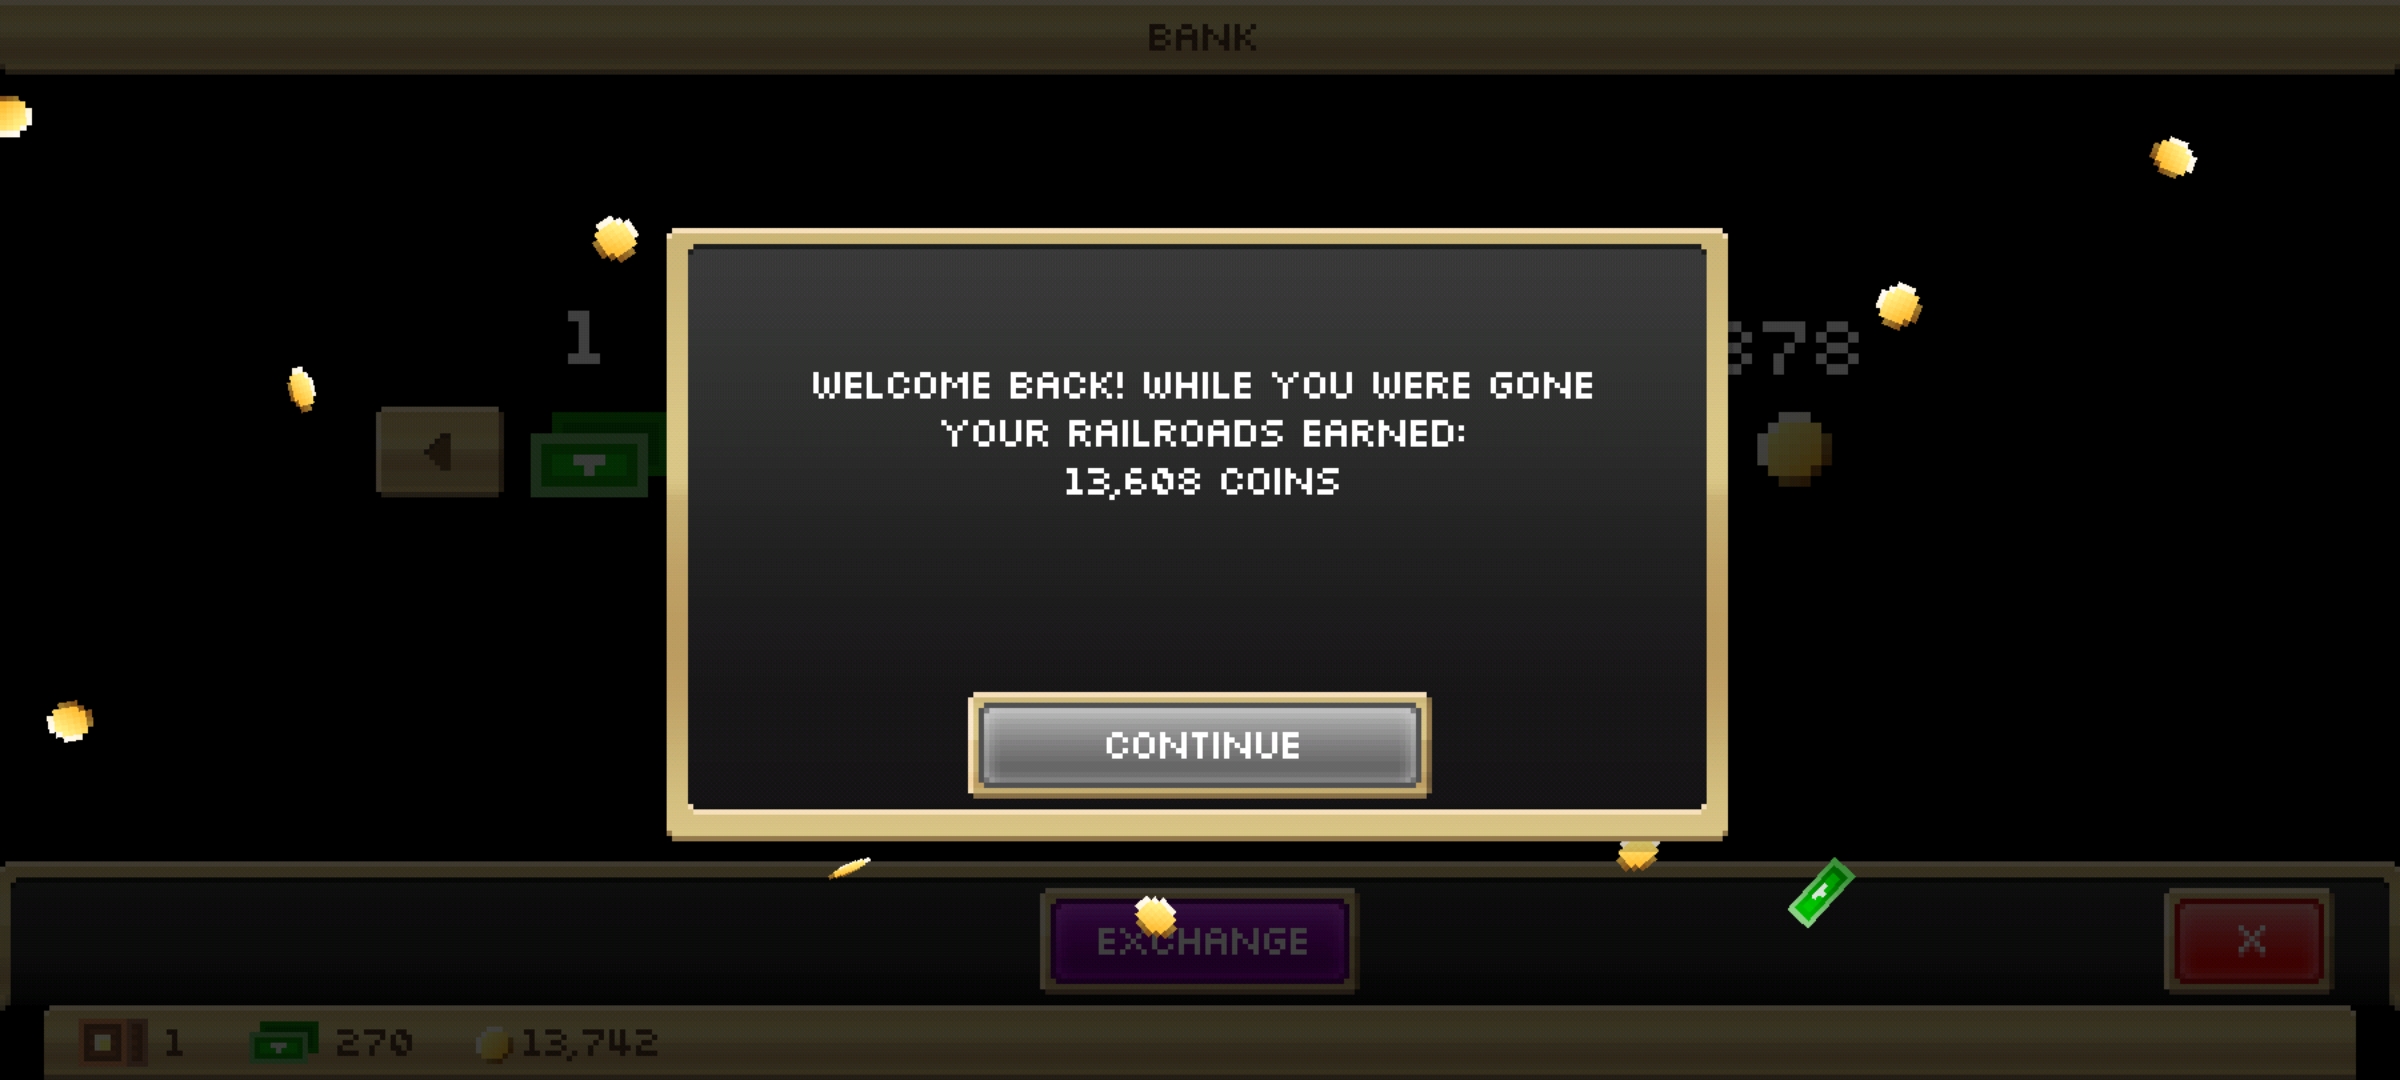 BANK
1
WELCOME BACK! WHILE YOU WERE GONE
YOUR RAILROADS EARNED:
13,608 COINS
CONTINUE
EXCHANGE
X
1 270 13,742